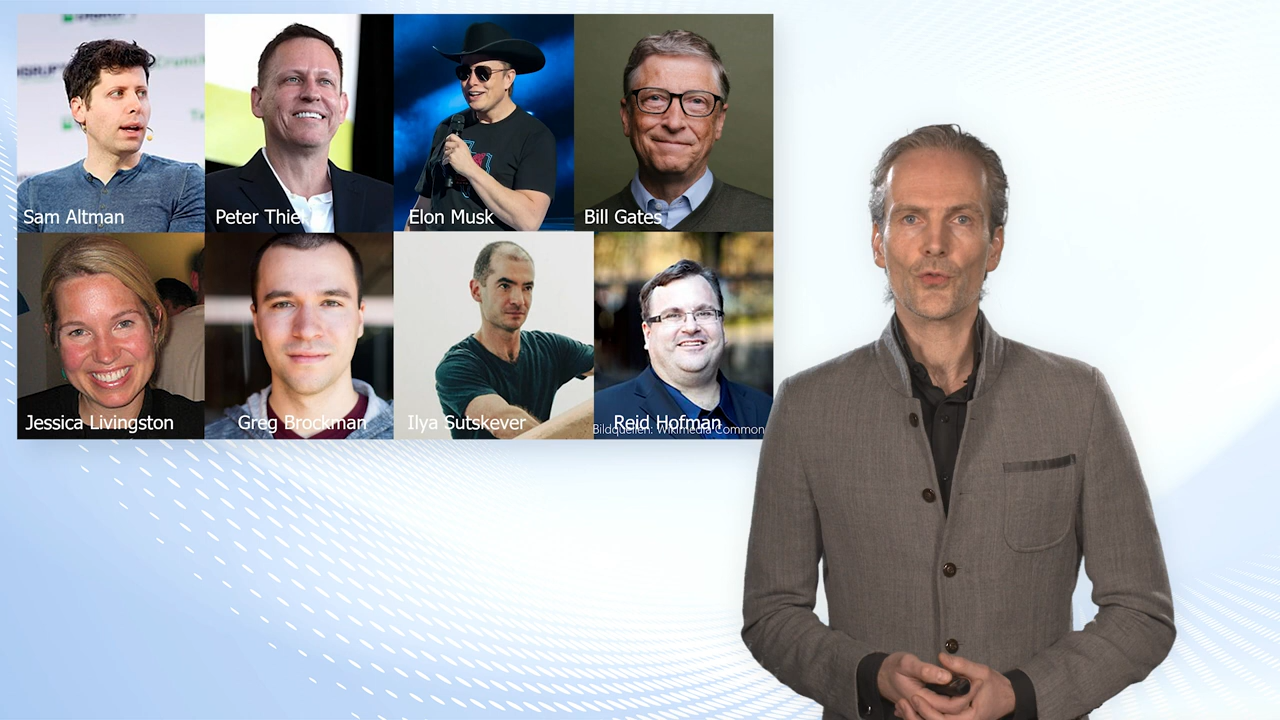 Sam Altman
Peter Thiel
Elon Musk
Bill Gates
Jessica Livingston
Greg Brockman
Ilya Sutskever
Reid Hofman
Bildquellen: Wikimedia Common